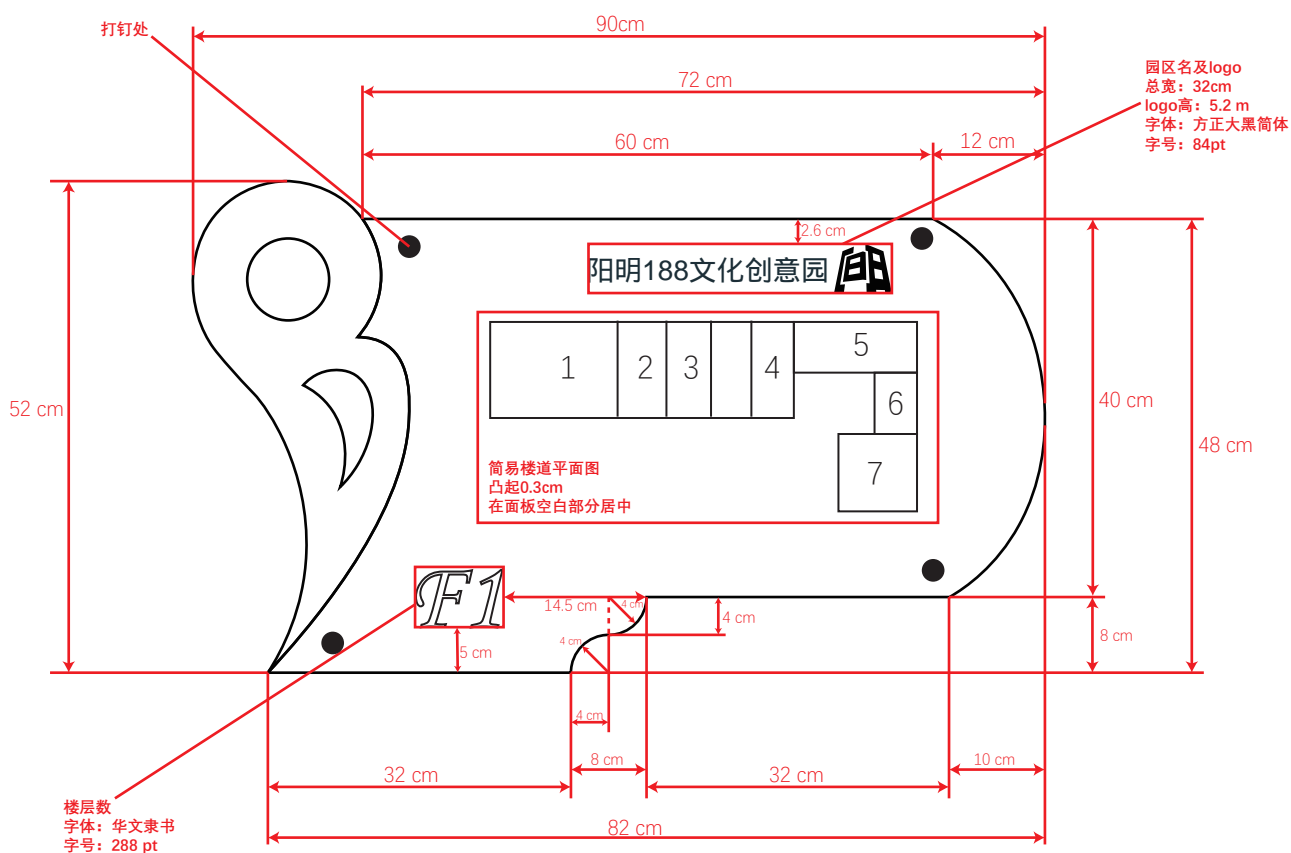 90cm
打钉处
72 cm
园区名及logo
总宽：32cm
logo高：5.2 m
字体：方正大黑简体
字号：84pt
60 cm
12 cm
2.6 cm
阳明188文化创意园
1
2
3
4
5
6
7
52 cm
40 cm
48 cm
简易楼道平面图
凸起0.3cm
在面板空白部分居中
F1
14.5 cm
4 cm
4 cm
8 cm
4 cm
5 cm
4 cm
8 cm
10 cm
32 cm
32 cm
楼层数
字体：华文隶书
字号：288 pt
82 cm